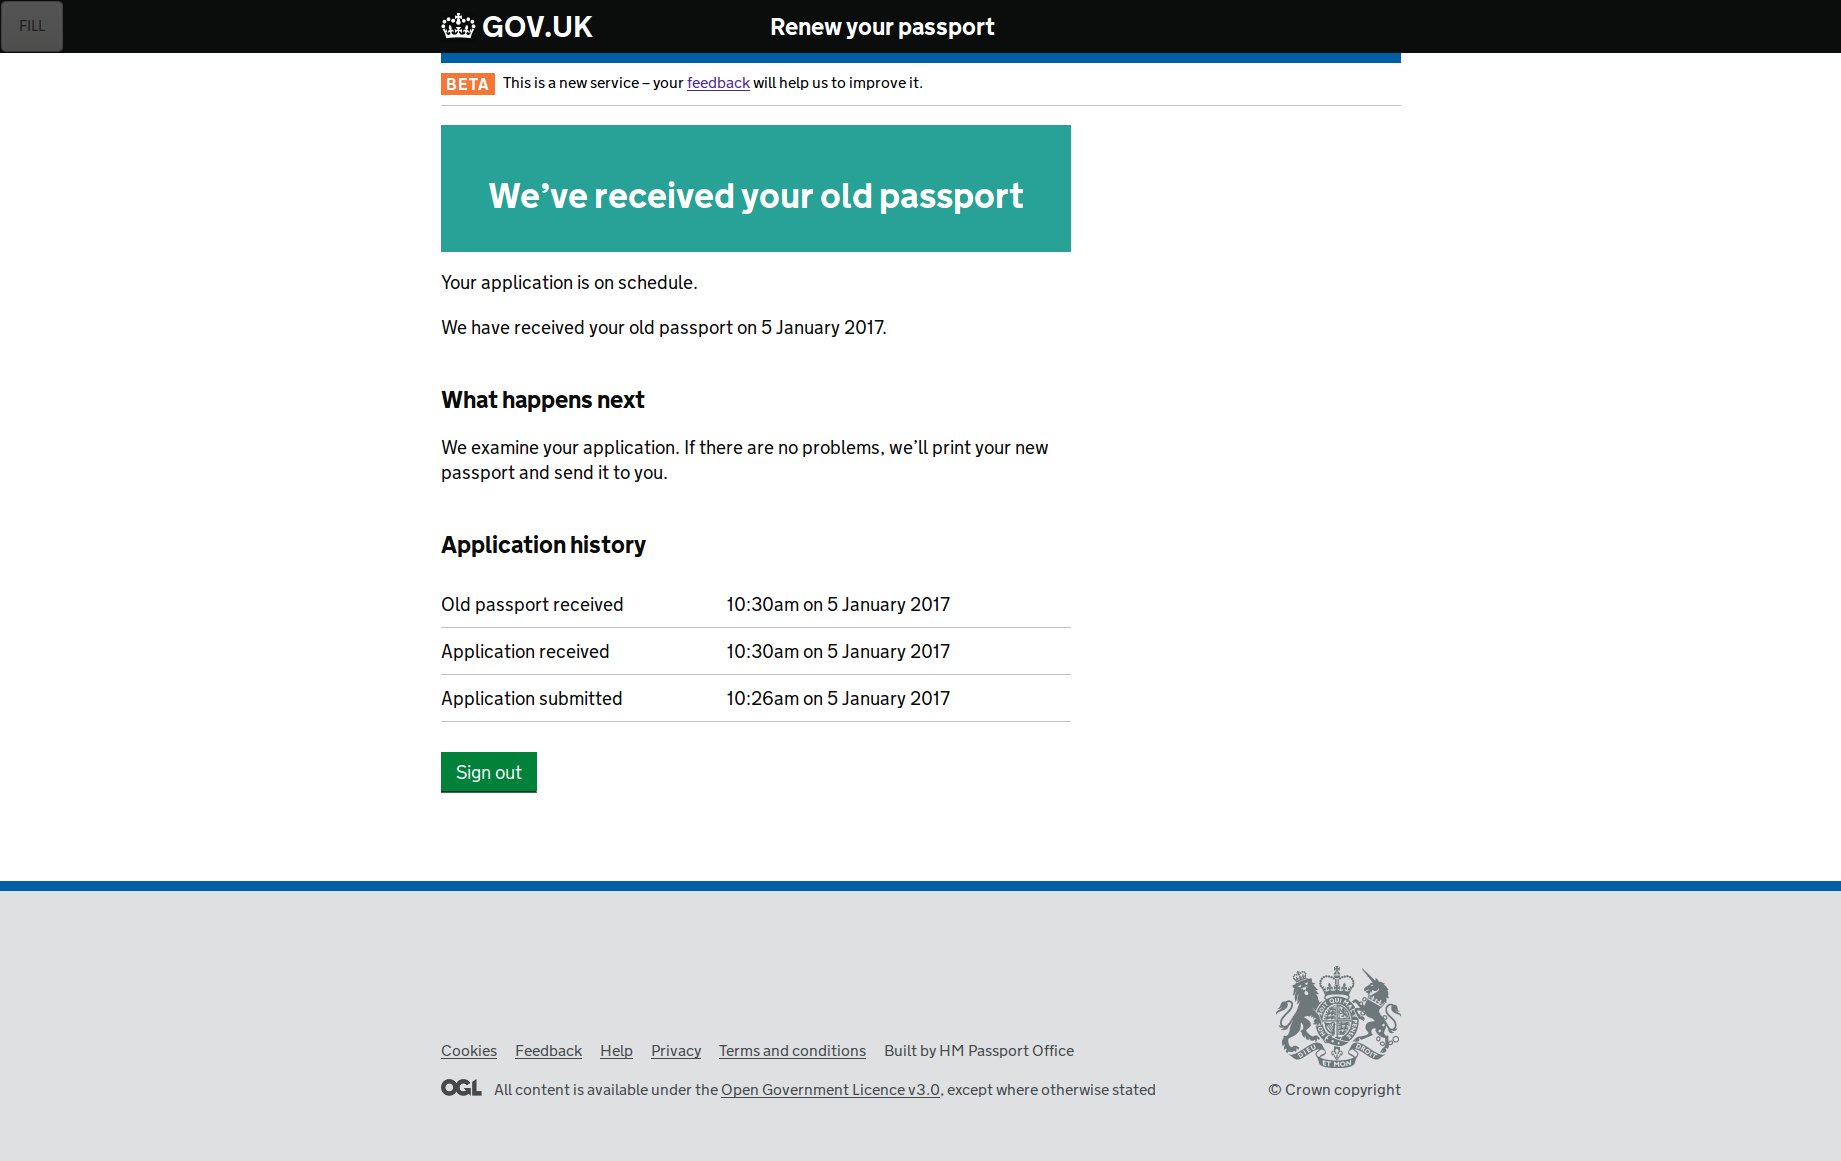 FILL
GOV.UK
Renew your passport
BETA This is a new service – your feedback will help us to improve it.
We’ve received your old passport
Your application is on schedule.
We have received your old passport on 5 January 2017.
What happens next
We examine your application. If there are no problems, we’ll print your new
passport and send it to you.
Application history
Old passport received 10:30am on 5 January 2017
Application received 10:30am on 5 January 2017
Application submitted 10:26am on 5 January 2017
Sign out
Cookies Feedback Help Privacy Terms and conditions Built by HM Passport Office
OGL All content is available under the Open Government Licence v3.0, except where otherwise stated
© Crown copyright